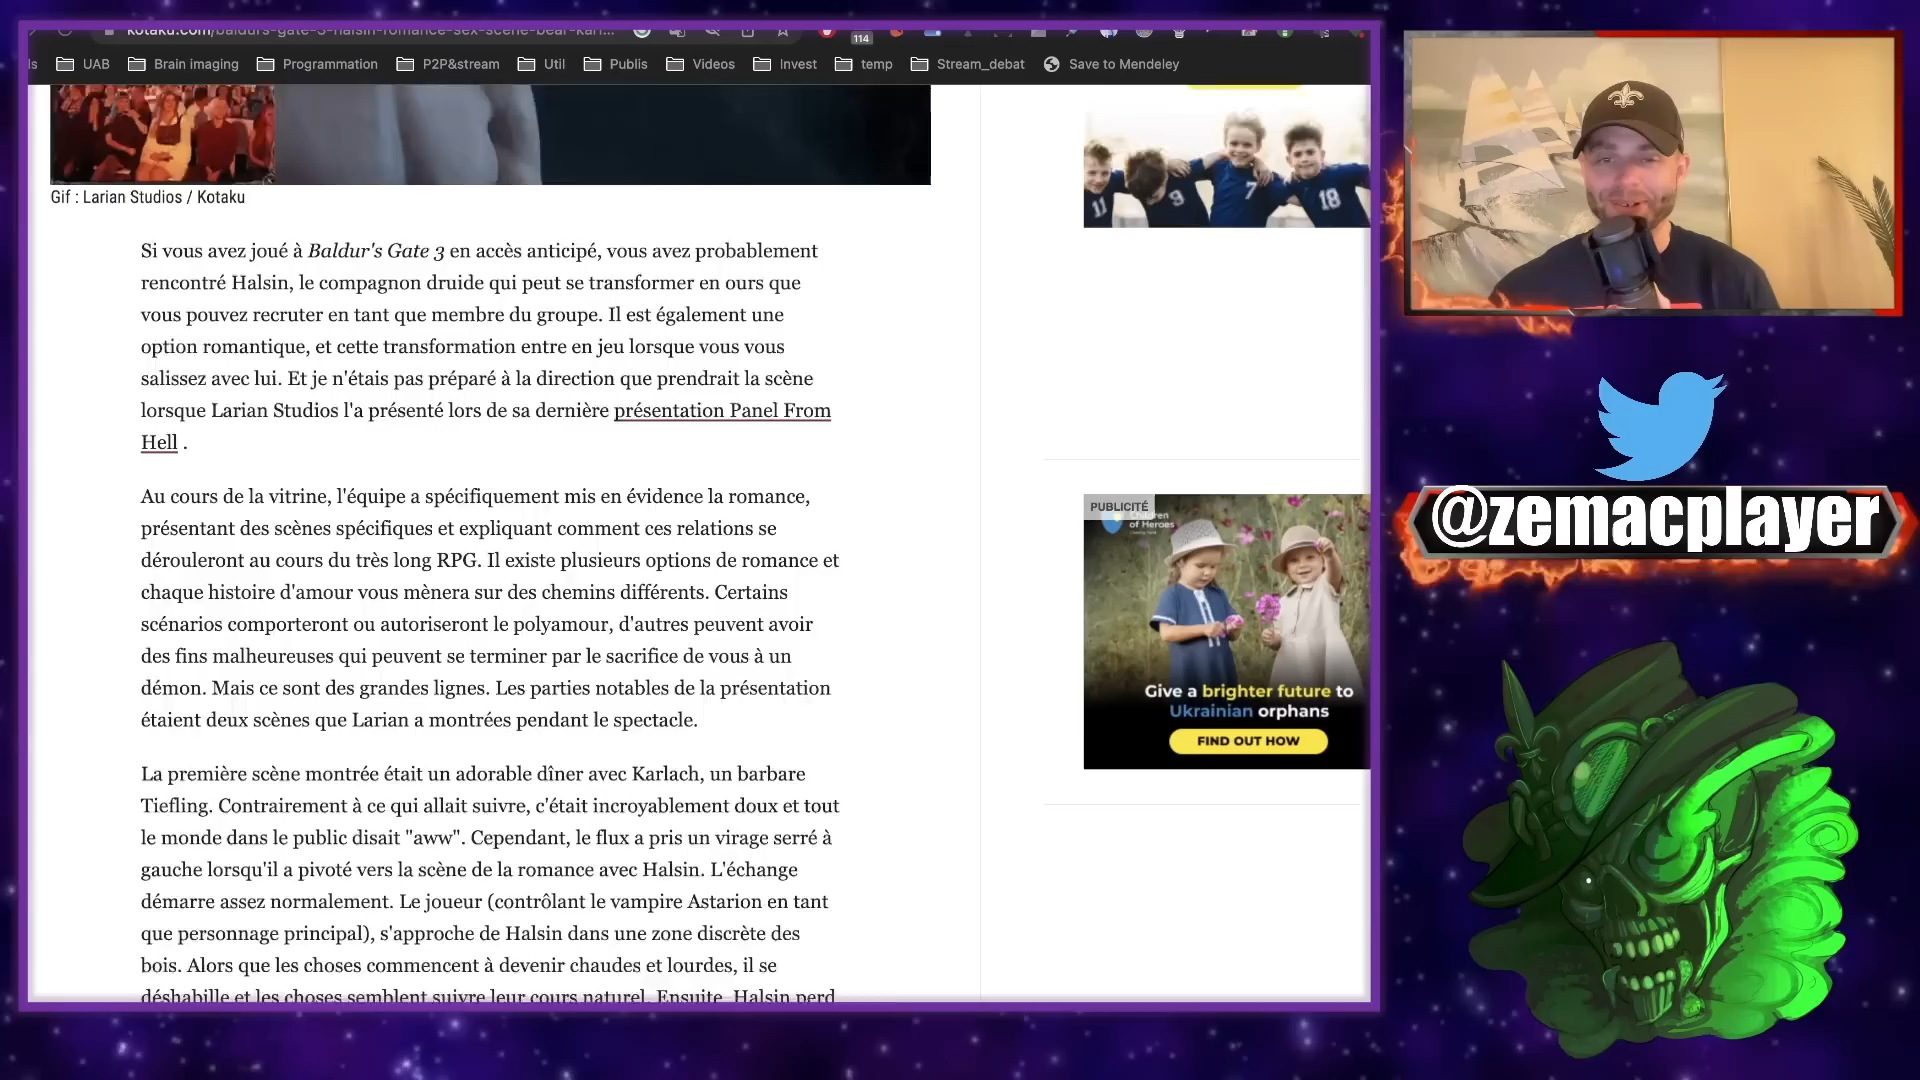 kotaku.com/baldurs-gate-3-halsin-romance-sex-scene-bear-karl...
114
ls UAB Brain imaging Programmation P2P&stream Util Publis Videos Invest temp Stream_debat Save to Mendeley
Gif : Larian Studios / Kotaku
Si vous avez joué à Baldur's Gate 3 en accès anticipé, vous avez probablement
rencontré Halsin, le compagnon druide qui peut se transformer en ours que
vous pouvez recruter en tant que membre du groupe. Il est également une
option romantique, et cette transformation entre en jeu lorsque vous vous
salissez avec lui. Et je n'étais pas préparé à la direction que prendrait la scène
lorsque Larian Studios l'a présenté lors de sa dernière présentation Panel From
Hell .
Au cours de la vitrine, l'équipe a spécifiquement mis en évidence la romance,
présentant des scènes spécifiques et expliquant comment ces relations se
dérouleront au cours du très long RPG. Il existe plusieurs options de romance et
chaque histoire d'amour vous mènera sur des chemins différents. Certains
scénarios comporteront ou autoriseront le polyamour, d'autres peuvent avoir
des fins malheureuses qui peuvent se terminer par le sacrifice de vous à un
démon. Mais ce sont des grandes lignes. Les parties notables de la présentation
étaient deux scènes que Larian a montrées pendant le spectacle.
La première scène montrée était un adorable dîner avec Karlach, un barbare
Tiefling. Contrairement à ce qui allait suivre, c'était incroyablement doux et tout
le monde dans le public disait "aww". Cependant, le flux a pris un virage serré à
gauche lorsqu'il a pivoté vers la scène de la romance avec Halsin. L'échange
démarre assez normalement. Le joueur (contrôlant le vampire Astarion en tant
que personnage principal), s'approche de Halsin dans une zone discrète des
bois. Alors que les choses commencent à devenir chaudes et lourdes, il se
déshabille et les choses semblent suivre leur cours naturel. Ensuite, Halsin perd
11 9 7 18
PUBLICITÉ
Children
of Heroes
Give a brighter future to
Ukrainian orphans
FIND OUT HOW
@zemacplayer